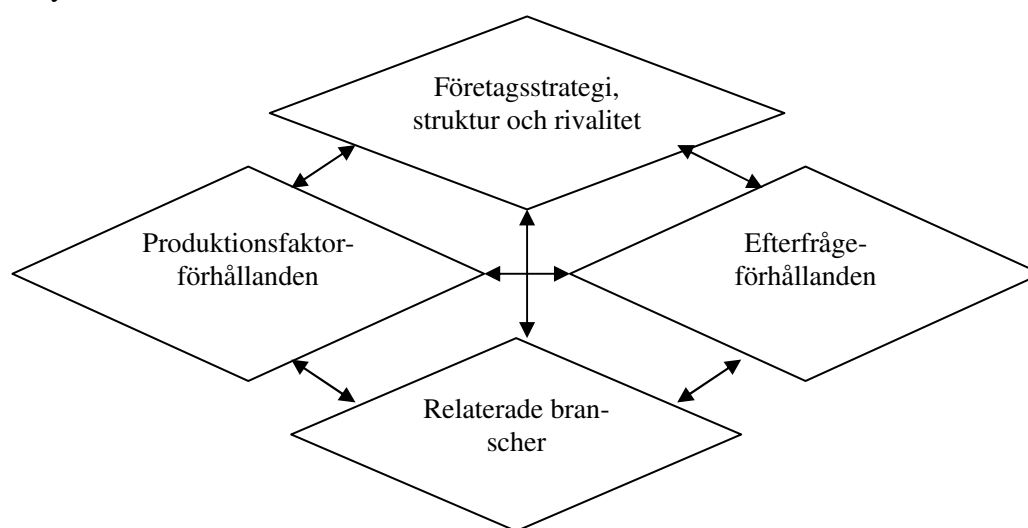 Företagsstrategi,
struktur och rivalitet
Produktionsfaktor-
förhållanden
Efterfråge-
förhållanden
Relaterade bran-
scher